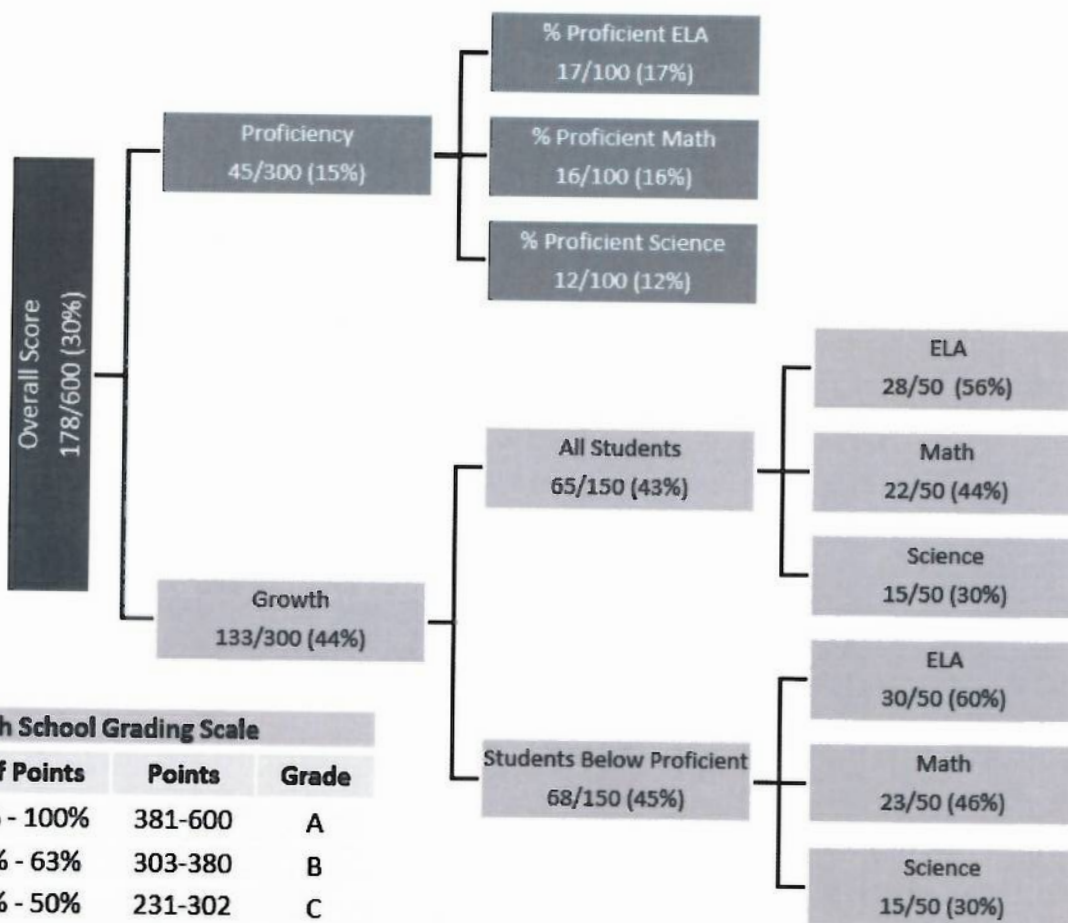 Overall Score
178/600 (30%)
Proficiency
45/300 (15%)
% Proficient ELA
17/100 (17%)
% Proficient Math
16/100 (16%)
% Proficient Science
12/100 (12%)
Growth
133/300 (44%)
All Students
65/150 (43%)
ELA
28/50 (56%)
Math
22/50 (44%)
Science
15/50 (30%)
Students Below Proficient
68/150 (45%)
ELA
30/50 (60%)
Math
23/50 (46%)
Science
15/50 (30%)
School Grading Scale
Points Points Grade
- 100% 381-600 A
- 63% 303-380 B
- 50% 231-302 C